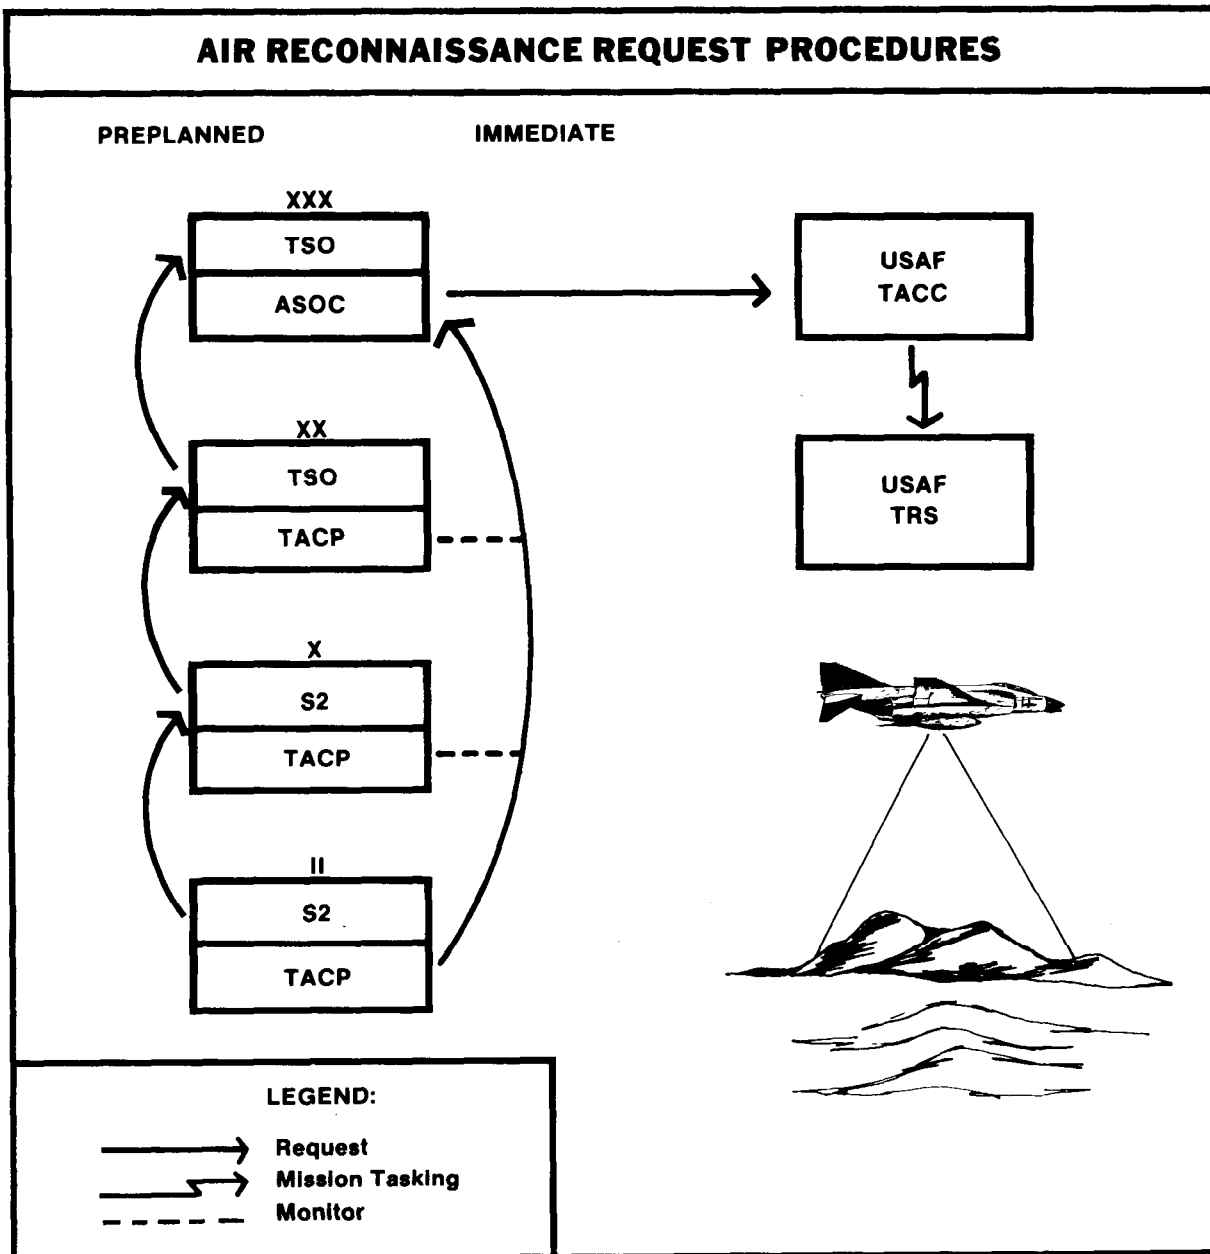 AIR RECONNAISSANCE REQUEST PROCEDURES
PREPLANNED
IMMEDIATE
XXX
TSO
ASOC
USAF
TACC
XX
TSO
TACP
USAF
TRS
X
S2
TACP
II
S2
TACP
LEGEND:
Request
Mission Tasking
Monitor